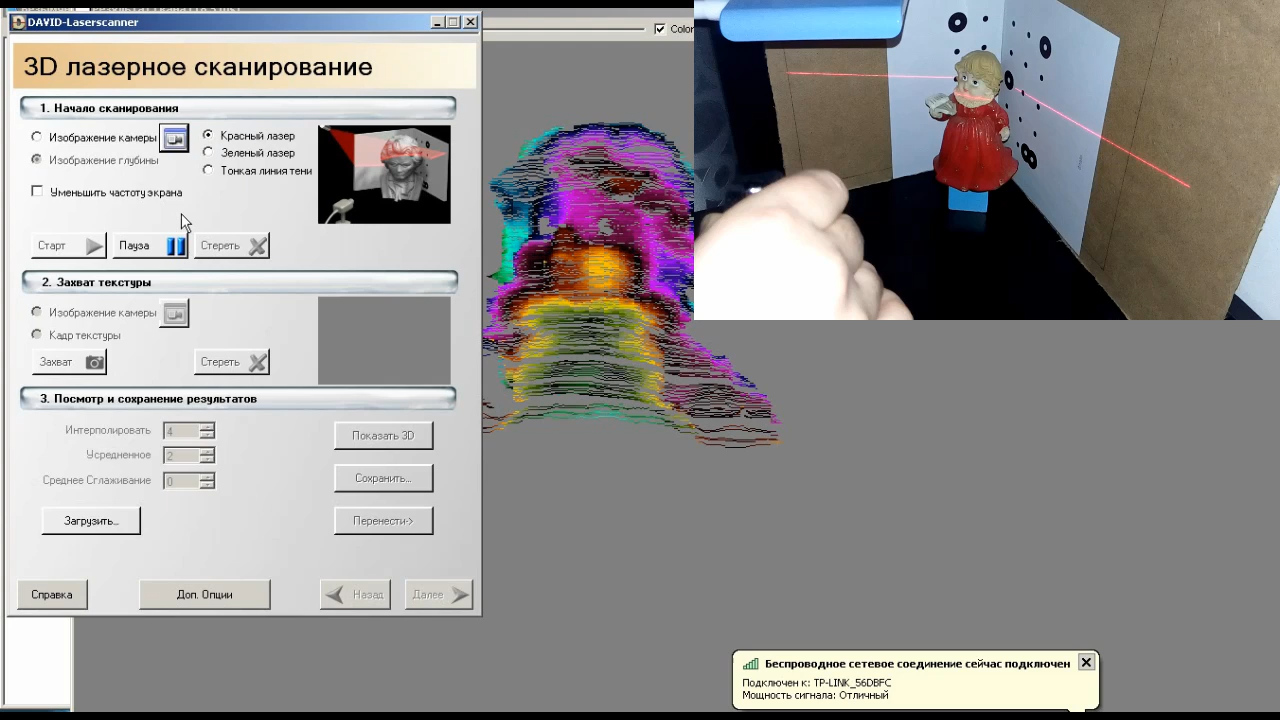 DAVID-Laserscanner
Color
3D лазерное сканирование
1. Начало сканирования
Изображение камеры
Изображение глубины
Красный лазер
Зеленый лазер
Тонкая линия тени
Уменьшить частоту экрана
Старт
Пауза
Стереть
2. Захват текстуры
Изображение камеры
Кадр текстуры
Захват
Стереть
3. Посмотр и сохранение результатов
Интерполировать 4
Усредненное 2
Среднее Сглаживание 0
Показать 3D
Сохранить...
Загрузить...
Перенести->
Справка
Доп. Опции
Назад
Далее
Беспроводное сетевое соединение сейчас подключен
Подключен к: TP-LINK_56DBFC
Мощность сигнала: Отличный